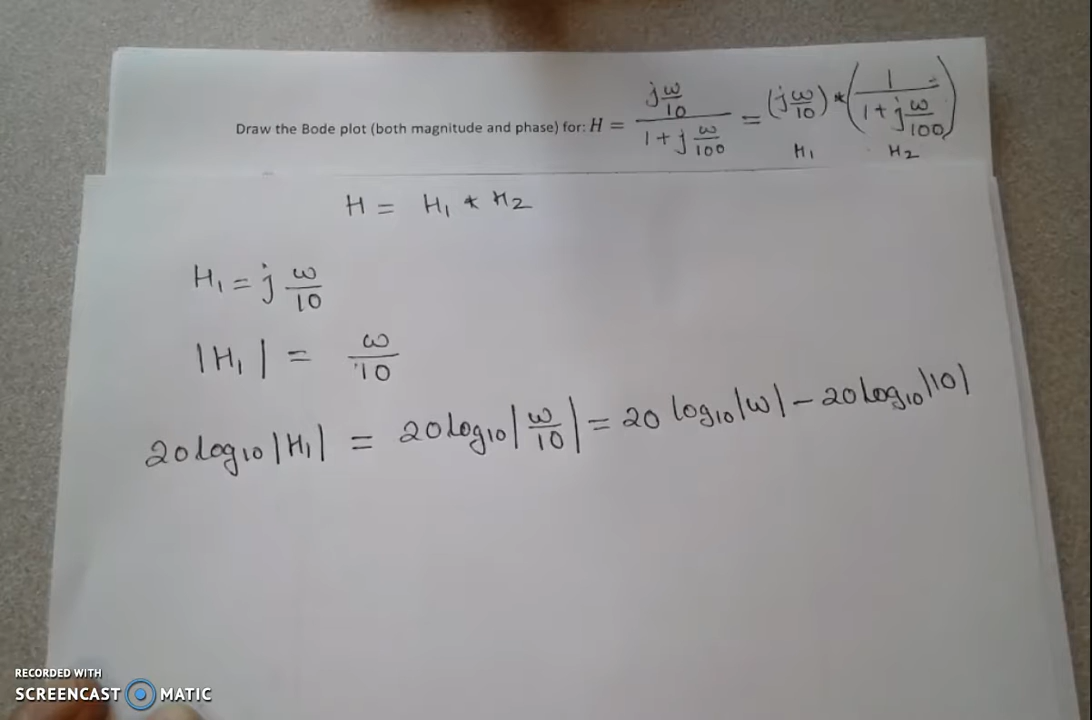 Draw the Bode plot (both magnitude and phase) for: H = (jω/10)/(1+jω/100) = (jω/10) * (1/(1+jω/100))
H₁ H₂
H = H₁ * H₂
H₁ = j ω/10
|H₁| = ω/10
20log₁₀|H₁| = 20log₁₀|ω/10| = 20 log₁₀|ω| − 20log₁₀|10|
RECORDED WITH
SCREENCAST MATIC